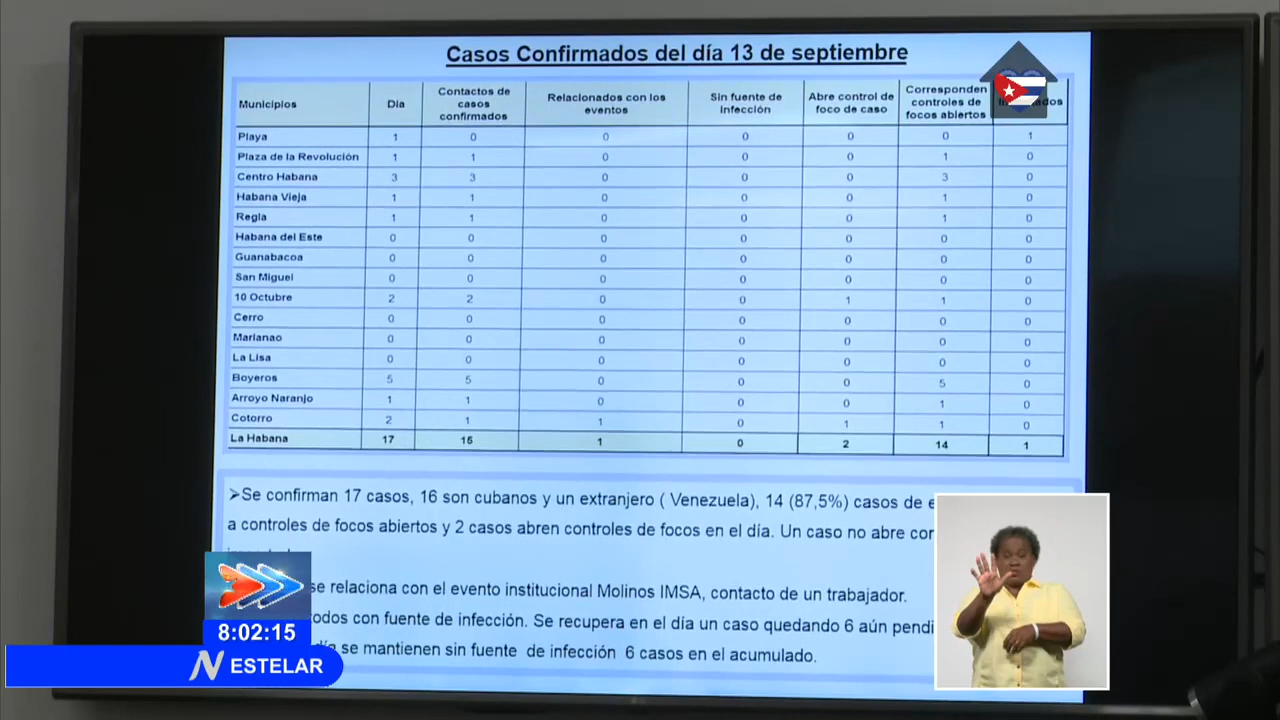 Casos Confirmados del día 13 de septiembre
Municipios Día Contactos de casos confirmados Relacionados con los eventos Sin fuente de infección Abre control de foco de caso Corresponden controles de focos abiertos
Playa 1 0 0 0 0 0 1
Plaza de la Revolución 1 1 0 0 0 1 0
Centro Habana 3 3 0 0 0 3 0
Habana Vieja 1 1 0 0 0 1 0
Regla 1 1 0 0 0 1 0
Habana del Este 0 0 0 0 0 0 0
Guanabacoa 0 0 0 0 0 0 0
San Miguel 0 0 0 0 0 0 0
10 Octubre 2 2 0 0 1 1 0
Cerro 0 0 0 0 0 0 0
Marianao 0 0 0 0 0 0 0
La Lisa 0 0 0 0 0 0 0
Boyeros 5 5 0 0 0 5 0
Arroyo Naranjo 1 1 0 0 0 1 0
Cotorro 2 1 1 0 1 1 0
La Habana 17 15 1 0 2 14 1
➢Se confirman 17 casos, 16 son cubanos y un extranjero ( Venezuela), 14 (87,5%) casos de
a controles de focos abiertos y 2 casos abren controles de focos en el día. Un caso no abre
se relaciona con el evento institucional Molinos IMSA, contacto de un trabajador.
con fuente de infección. Se recupera en el día un caso quedando 6 aún
se mantienen sin fuente de infección 6 casos en el acumulado.
8:02:15
N ESTELAR